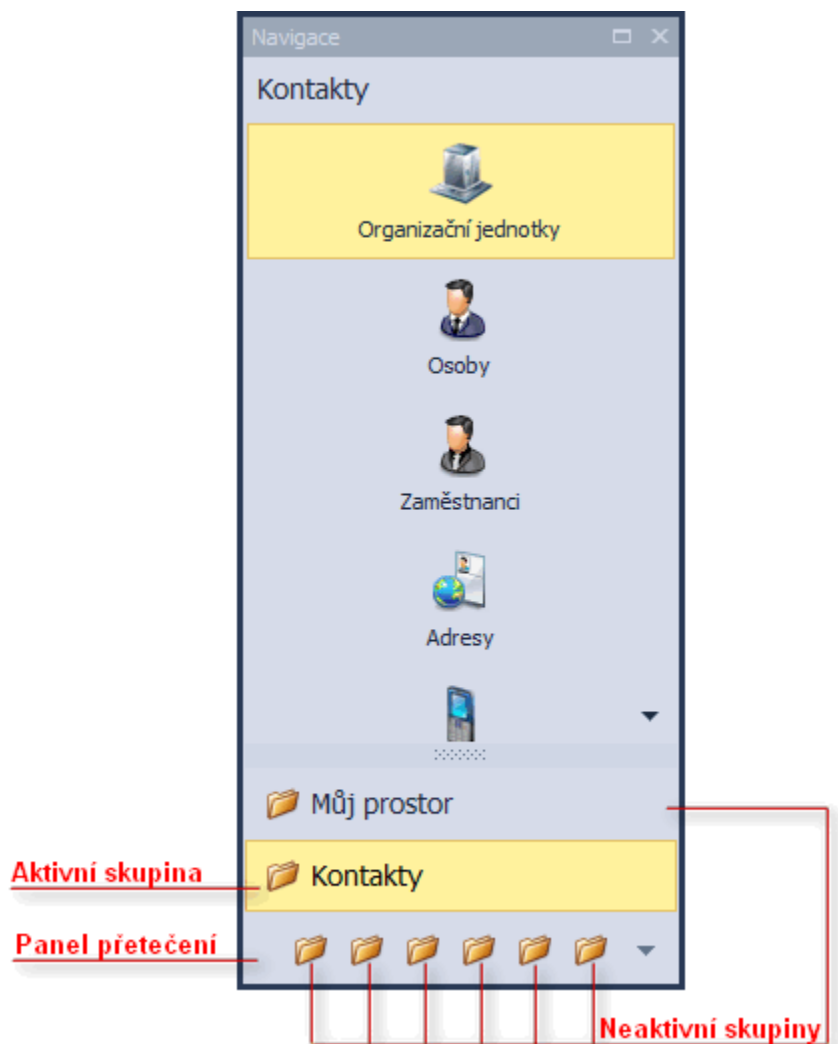 Navigace
Kontakty
Organizační jednotky
Osoby
Zaměstnanci
Adresy
Můj prostor
Aktivní skupina
Kontakty
Panel přetečení
Neaktivní skupiny